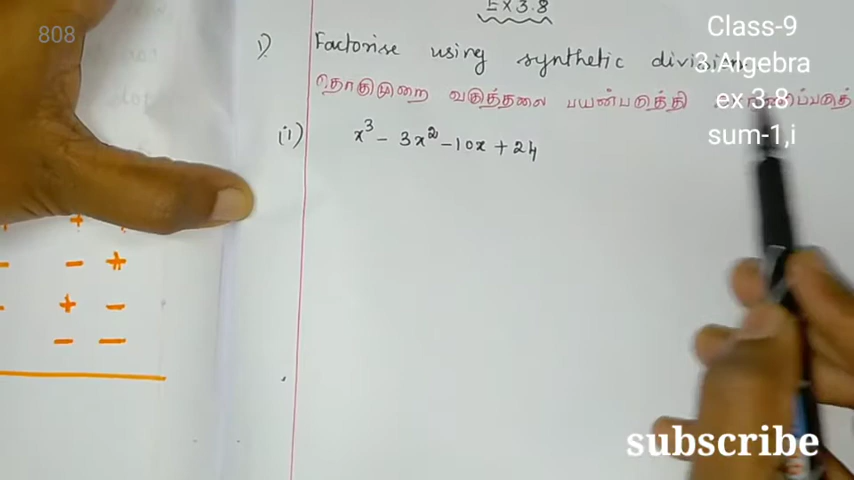 808
Ex 3.8
Class-9
1) Factorise using synthetic division
3.Algebra
தொகுமுறை வகுத்தலை பயன்படுத்தி
ex 3.8
(i) x³ - 3x² - 10x + 24
sum-1,i
+
- - +
+ -
- -
subscribe